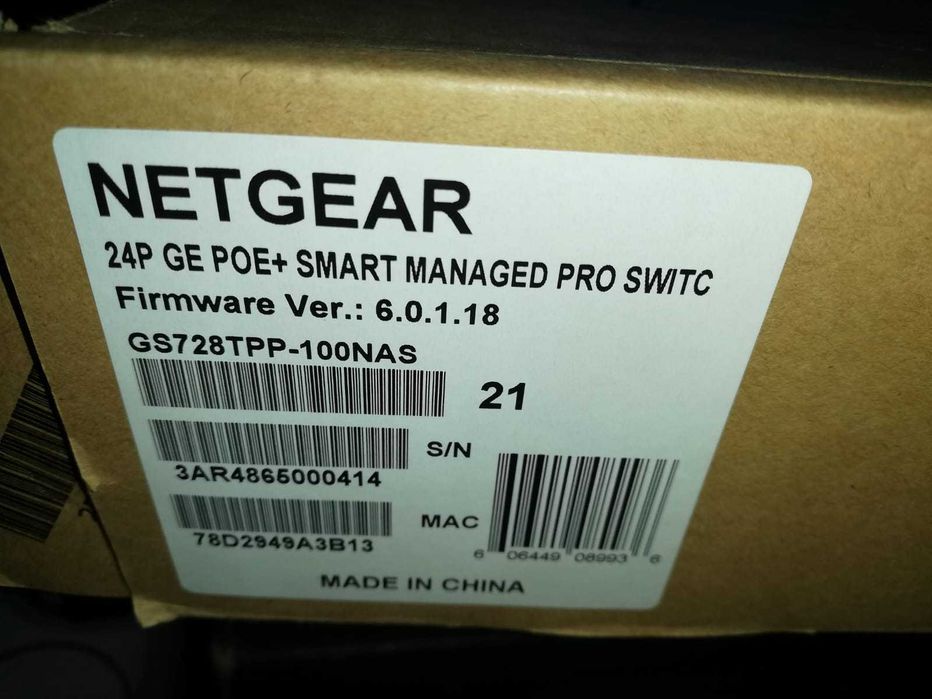 NETGEAR
24P GE POE+ SMART MANAGED PRO SWITC
Firmware Ver.: 6.0.1.18
GS728TPP-100NAS
21
S/N
3AR4865000414
MAC
78D2949A3B13
6 06449 08993 6
MADE IN CHINA